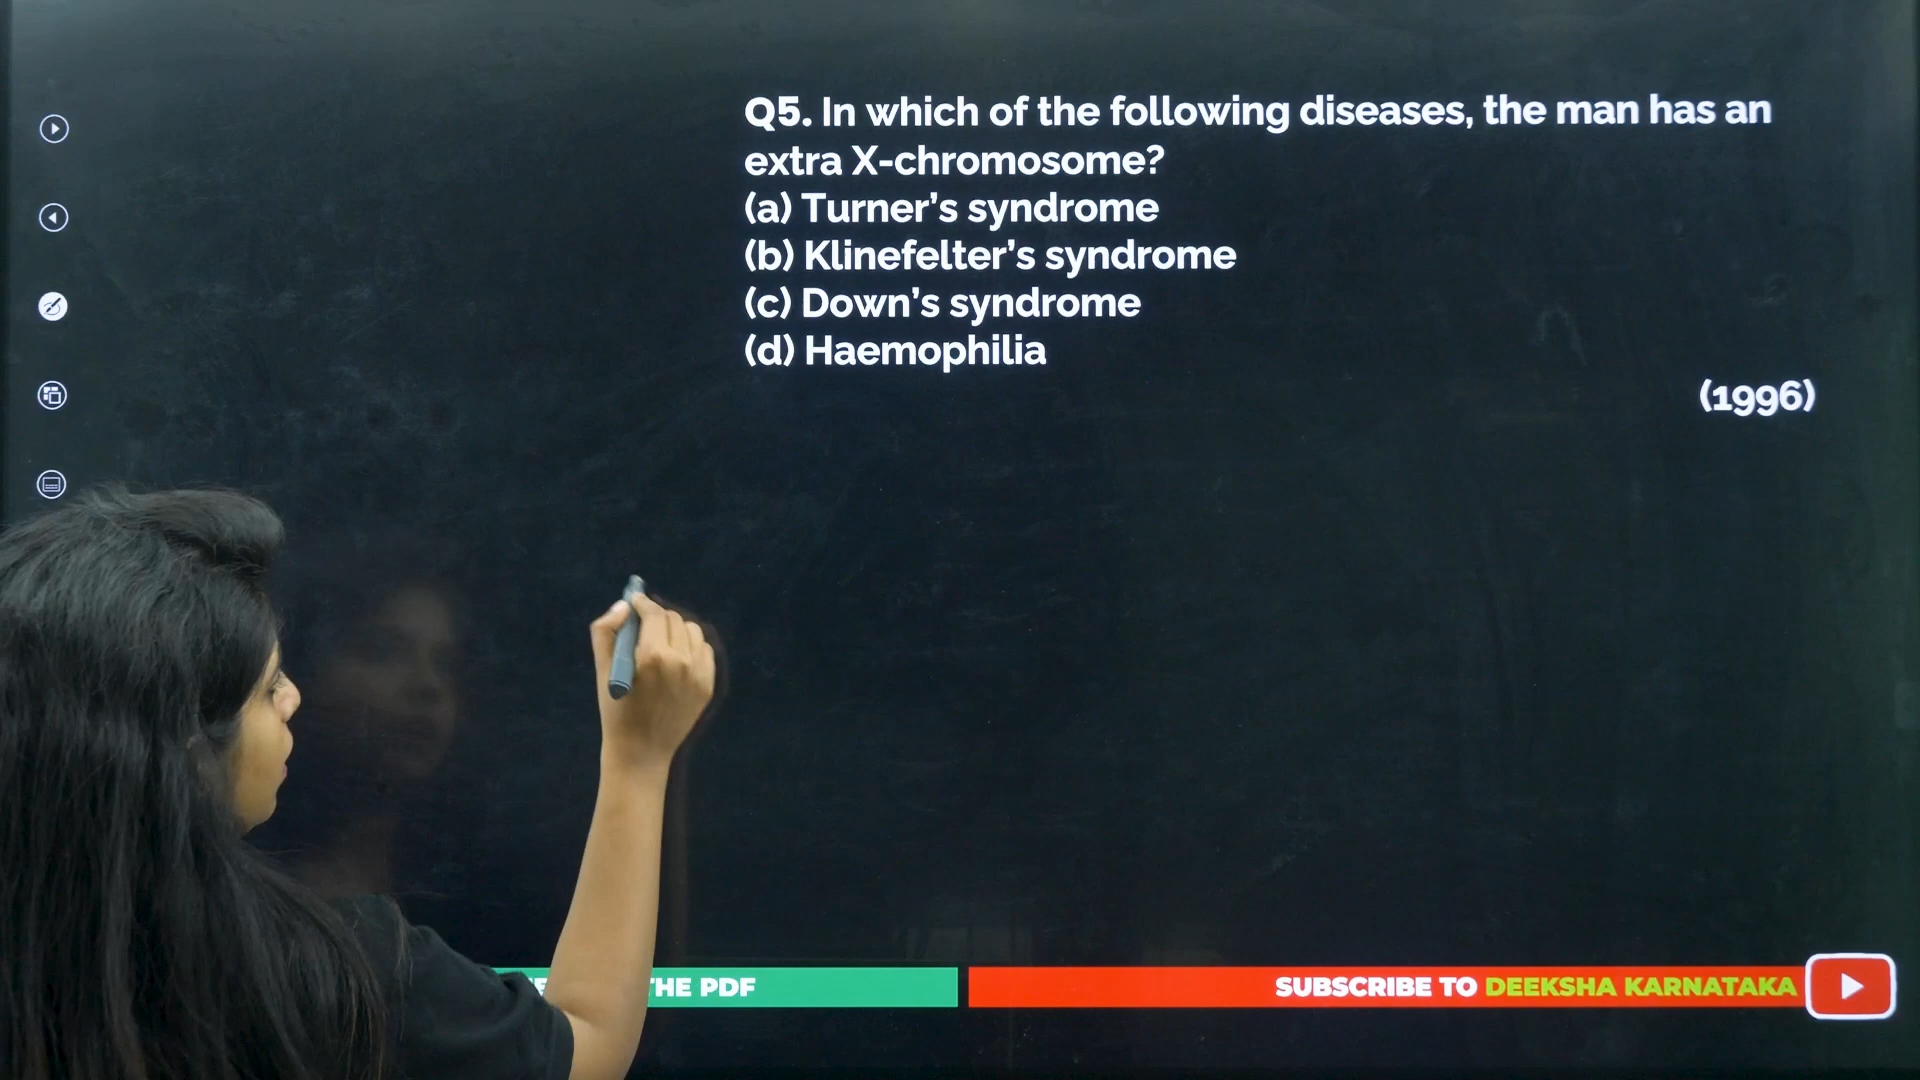 Q5. In which of the following diseases, the man has an
extra X-chromosome?
(a) Turner’s syndrome
(b) Klinefelter’s syndrome
(c) Down’s syndrome
(d) Haemophilia
(1996)
THE PDF
SUBSCRIBE TO DEEKSHA KARNATAKA